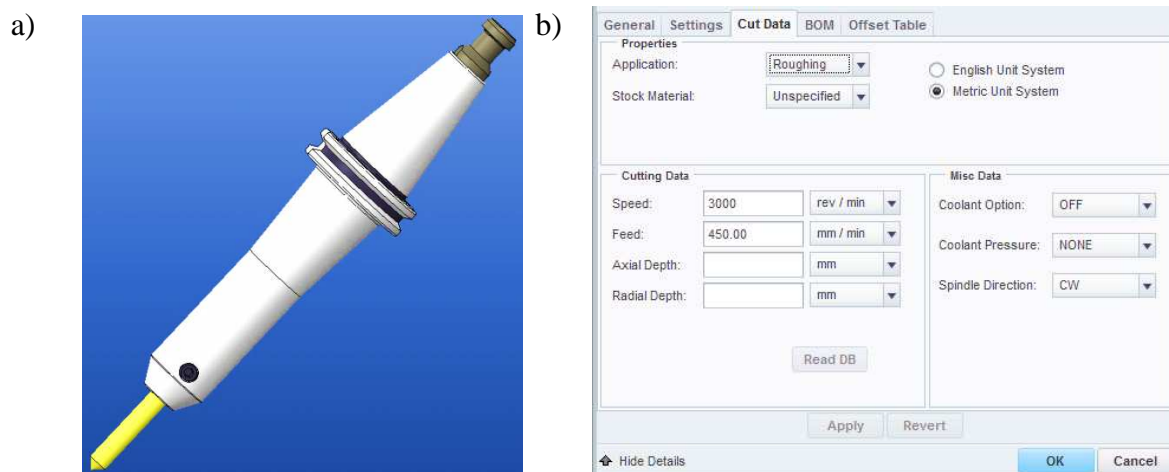 a)
b)
General Settings Cut Data BOM Offset Table
Properties
Application: Roughing
English Unit System
Stock Material: Unspecified
Metric Unit System
Cutting Data
Misc Data
Speed: 3000 rev / min
Coolant Option: OFF
Feed: 450.00 mm / min
Coolant Pressure: NONE
Axial Depth: mm
Spindle Direction: CW
Radial Depth: mm
Read DB
Apply Revert
Hide Details
OK Cancel